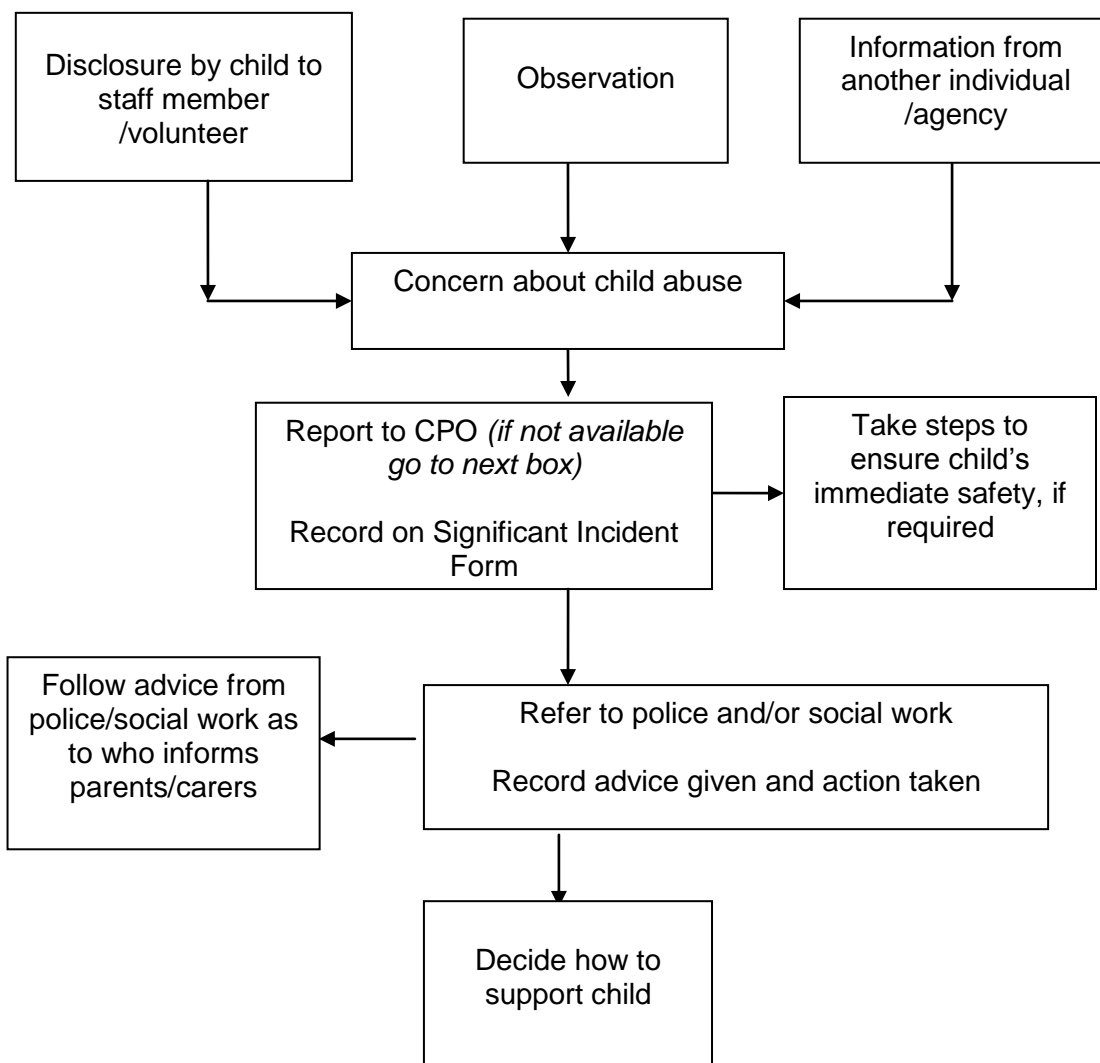 Disclosure by child to
staff member
/volunteer
Observation
Information from
another individual
/agency
Concern about child abuse
Report to CPO (if not available
go to next box)
Record on Significant Incident
Form
Take steps to
ensure child’s
immediate safety, if
required
Follow advice from
police/social work as
to who informs
parents/carers
Refer to police and/or social work
Record advice given and action taken
Decide how to
support child